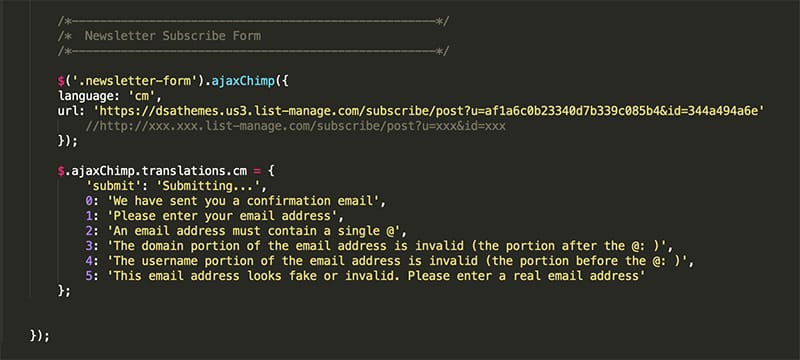 /*----------------------------------------------------*/
/*  Newsletter Subscribe Form
/*----------------------------------------------------*/
$('.newsletter-form').ajaxChimp({
language: 'cm',
url: 'https://dsathemes.us3.list-manage.com/subscribe/post?u=af1a6c0b23340d7b339c085b4&id=344a494a6e'
//http://xxx.xxx.list-manage.com/subscribe/post?u=xxx&id=xxx
});
$.ajaxChimp.translations.cm = {
'submit': 'Submitting...',
0: 'We have sent you a confirmation email',
1: 'Please enter your email address',
2: 'An email address must contain a single @',
3: 'The domain portion of the email address is invalid (the portion after the @: )',
4: 'The username portion of the email address is invalid (the portion before the @: )',
5: 'This email address looks fake or invalid. Please enter a real email address'
};
});